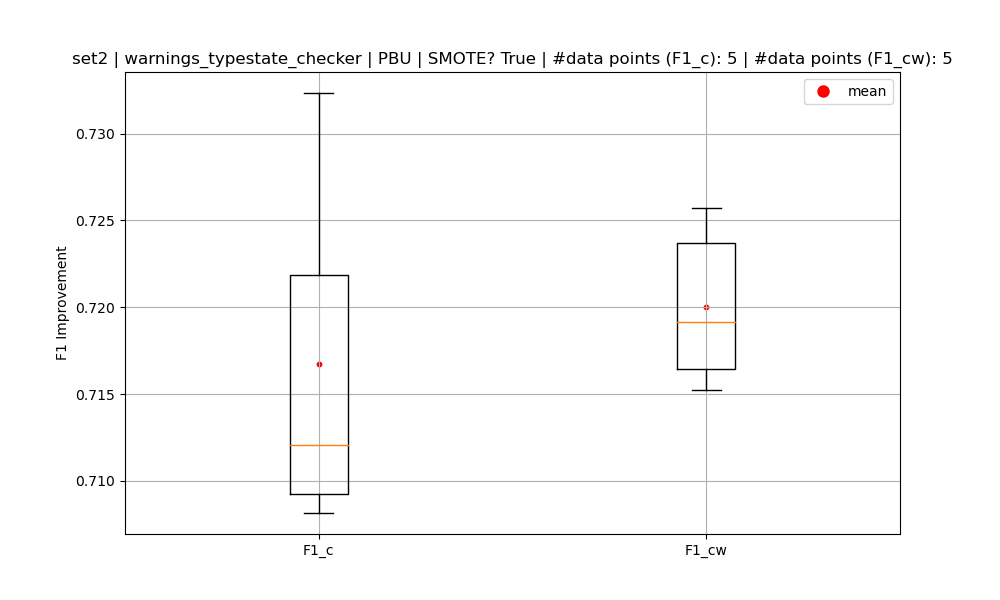 set2 | warnings_typestate_checker | PBU | SMOTE? True | #data points (F1_c): 5 | #data points (F1_cw): 5
mean
0.730
0.725
0.720
0.715
0.710
F1 Improvement
F1_c
F1_cw